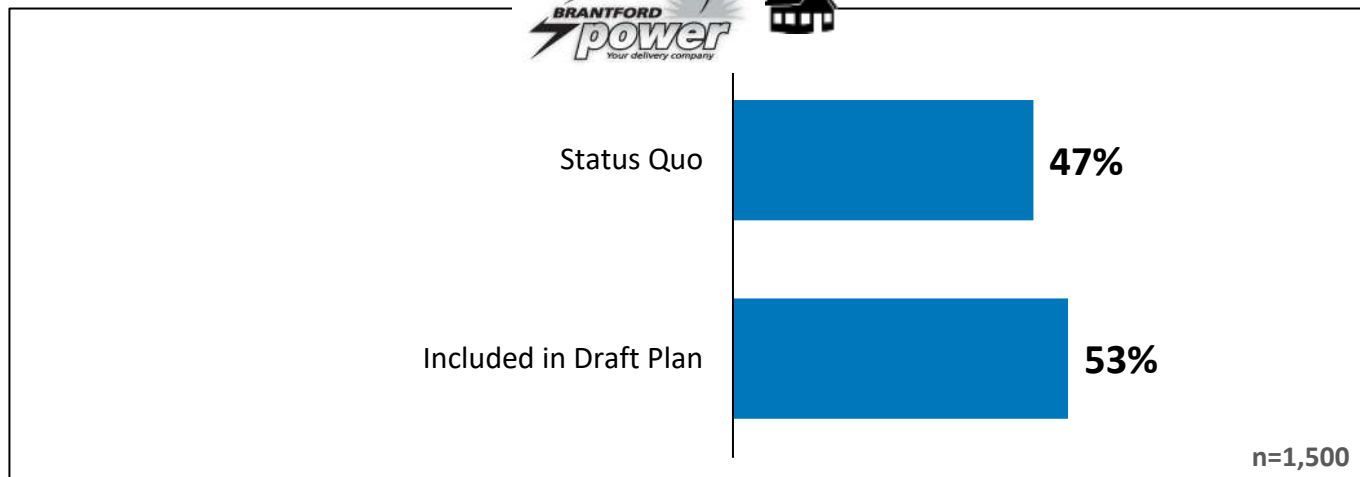 BRANTFORD
power
Your delivery company
Status Quo
47%
Included in Draft Plan
53%
n=1,500